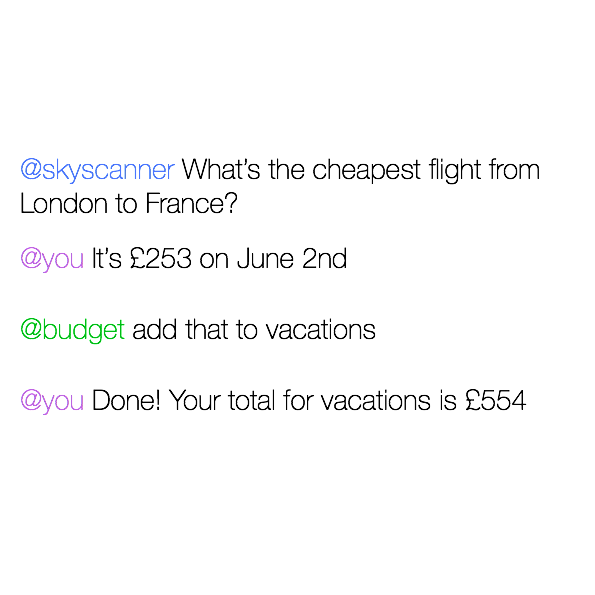 @skyscanner What’s the cheapest flight from
London to France?
@you It’s £253 on June 2nd
@budget add that to vacations
@you Done! Your total for vacations is £554